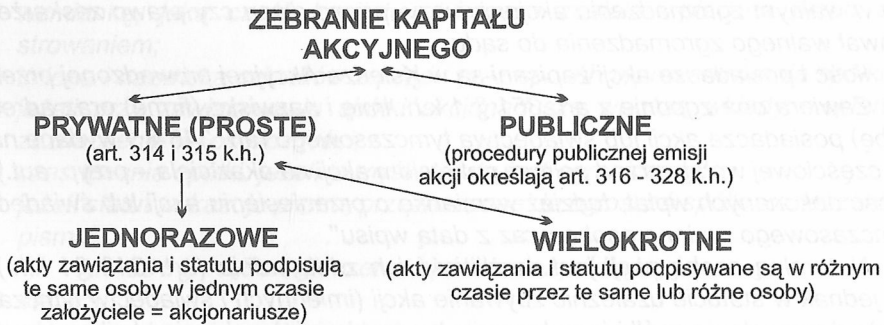 ZEBRANIE KAPITAŁU
AKCYJNEGO
PRYWATNE (PROSTE)
(art. 314 i 315 k.h.)
PUBLICZNE
(procedury publicznej emisji
akcji określają art. 316 - 328 k.h.)
JEDNORAZOWE
(akty zawiązania i statutu podpisują
te same osoby w jednym czasie
założyciele = akcjonariusze)
WIELOKROTNE
(akty zawiązania i statutu podpisywane są w różnym
czasie przez te same lub różne osoby)